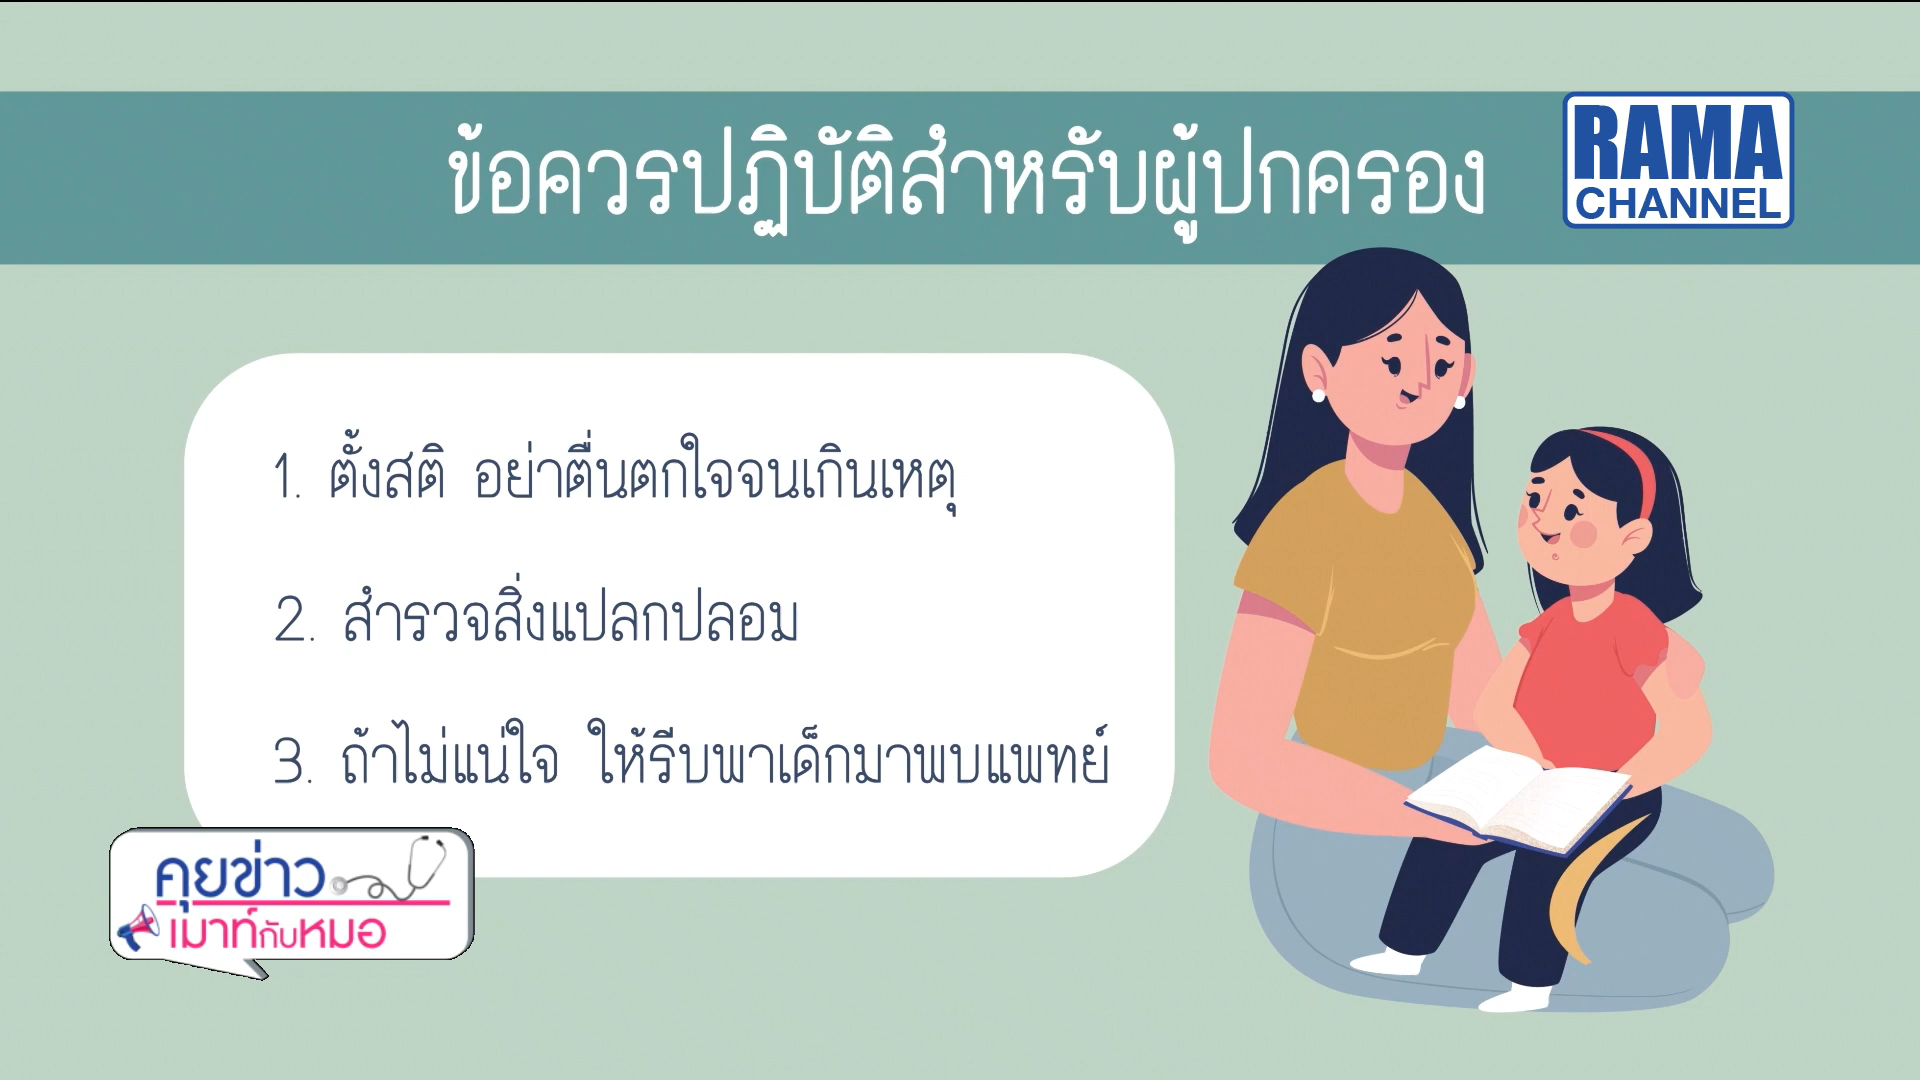 ข้อควรปฏิบัติสำหรับผู้ปกครอง
RAMA
CHANNEL
1. ตั้งสติ อย่าตื่นตกใจจนเกินเหตุ
2. สำรวจสิ่งแปลกปลอม
3. ถ้าไม่แน่ใจ ให้รีบพาเด็กมาพบแพทย์
คุยข่าว
เมาท์กับหมอ